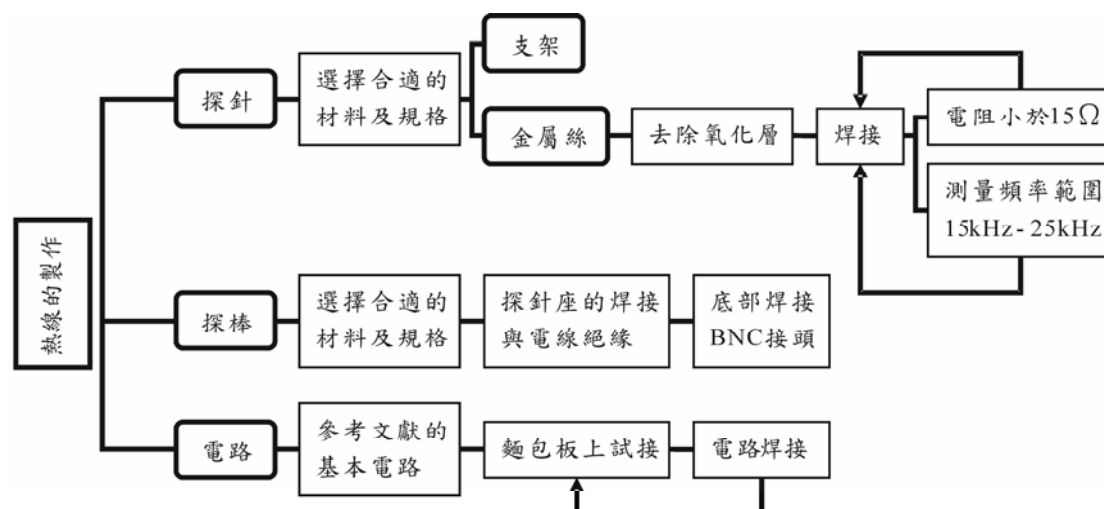 熱線的製作
探針
選擇合適的
材料及規格
支架
金屬絲
去除氧化層
焊接
電阻小於15Ω
測量頻率範圍
15kHz-25kHz
探棒
選擇合適的
材料及規格
探針座的焊接
與電線絕緣
底部焊接
BNC接頭
電路
參考文獻的
基本電路
麵包板上試接
電路焊接